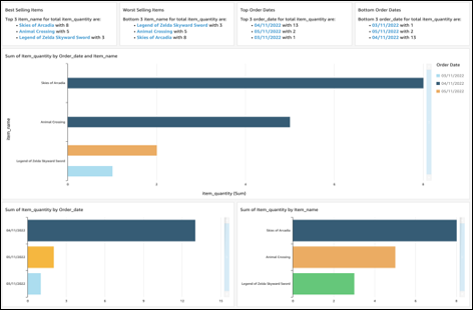 Best Selling Items
Top 3 item_name for total item_quantity are:
• Skies of Arcadia with 8
• Animal Crossing with 5
• Legend of Zelda Skyward Sword with 3
Worst Selling Items
Bottom 3 item_name for total item_quantity are:
• Legend of Zelda Skyward Sword with 3
• Animal Crossing with 5
• Skies of Arcadia with 8
Top Order Dates
Top 3 order_date for total item_quantity are:
• 04/11/2022 with 13
• 05/11/2022 with 2
• 03/11/2022 with 1
Bottom Order Dates
Bottom 3 order_date for total item_quantity are:
• 03/11/2022 with 1
• 05/11/2022 with 2
• 04/11/2022 with 13
Sum of Item_quantity by Order_date and Item_name
Order Date
03/11/2022
04/11/2022
05/11/2022
Item_name
Skies of Arcadia
Animal Crossing
Legend of Zelda Skyward Sword
0 2 4 6 8
Item_quantity (Sum)
Sum of Item_quantity by Order_date
04/11/2022
05/11/2022
03/11/2022
0 3 6 9 12 15
Sum of Item_quantity by Item_name
Skies of Arcadia
Animal Crossing
Legend of Zelda Skyward Sword
0 2 4 6 8